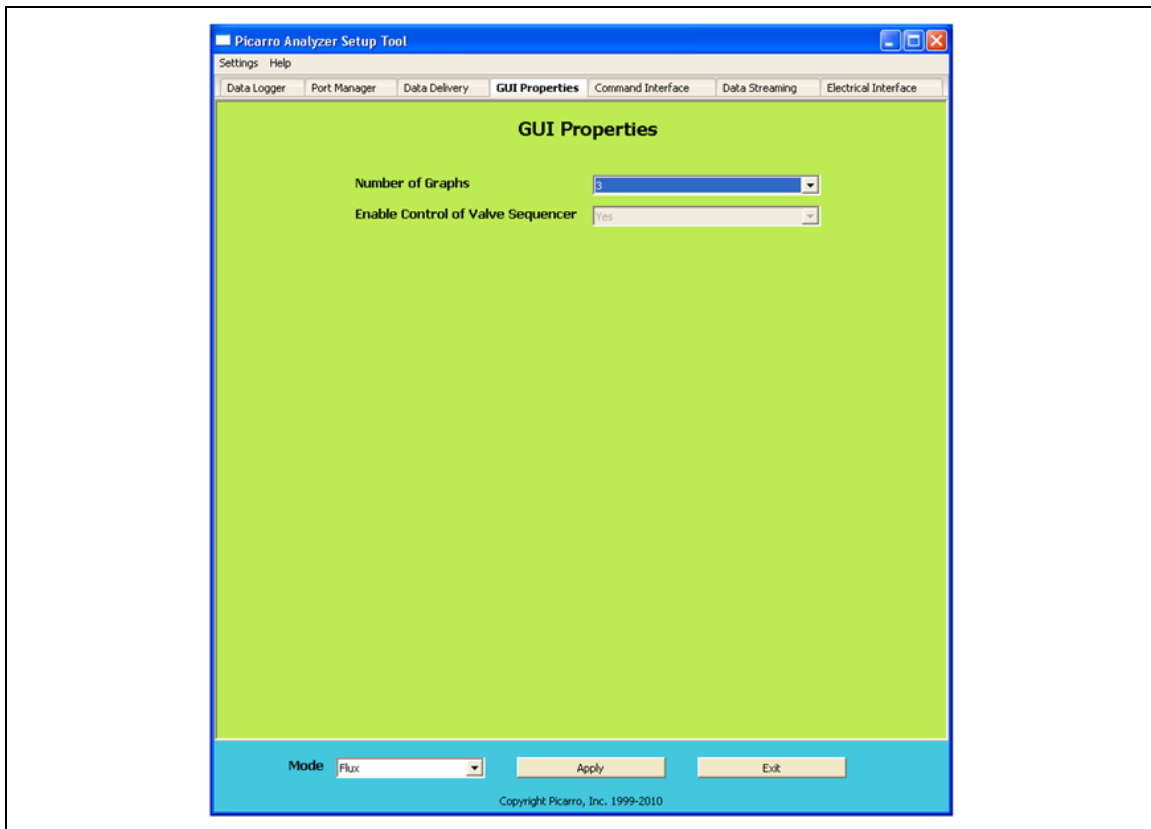 Picarro Analyzer Setup Tool
Settings Help
Data Logger Port Manager Data Delivery GUI Properties Command Interface Data Streaming Electrical Interface
GUI Properties
Number of Graphs 3
Enable Control of Valve Sequencer Yes
Mode Flux Apply Exit
Copyright Picarro, Inc. 1999-2010